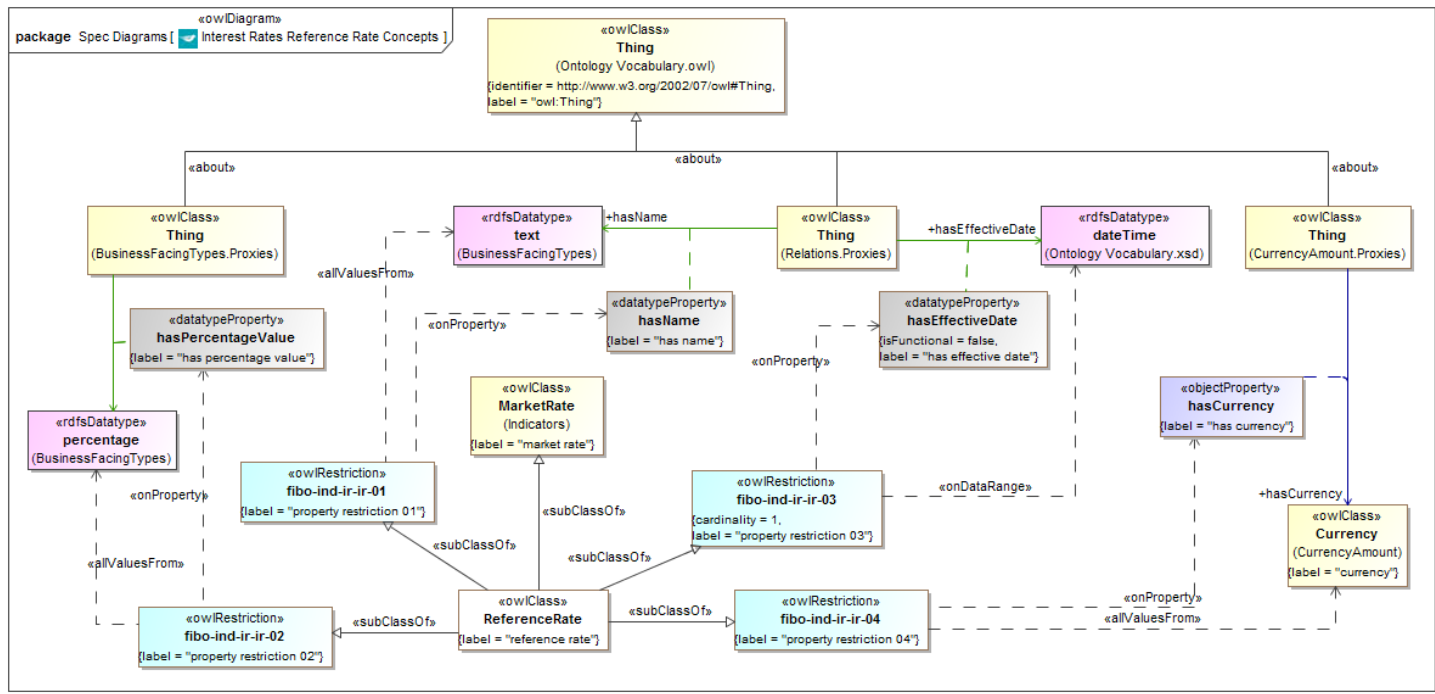 «owlDiagram»
package Spec Diagrams [ Interest Rates Reference Rate Concepts ]
«owlClass»
Thing
(Ontology Vocabulary.owl)
{identifier = http://www.w3.org/2002/07/owl#Thing,
label = "owl:Thing"}
«about»
«about»
«about»
«owlClass»
Thing
(BusinessFacingTypes.Proxies)
«rdfsDatatype»
text
(BusinessFacingTypes)
+hasName
«owlClass»
Thing
(Relations.Proxies)
+hasEffectiveDate
«rdfsDatatype»
dateTime
(Ontology Vocabulary.xsd)
«owlClass»
Thing
(CurrencyAmount.Proxies)
«allValuesFrom»
«datatypeProperty»
hasPercentageValue
{label = "has percentage value"}
«onProperty»
«datatypeProperty»
hasName
{label = "has name"}
«datatypeProperty»
hasEffectiveDate
{isFunctional = false,
label = "has effective date"}
«onProperty»
«owlClass»
MarketRate
(Indicators)
{label = "market rate"}
«objectProperty»
hasCurrency
{label = "has currency"}
«rdfsDatatype»
percentage
(BusinessFacingTypes)
«owlRestriction»
fibo-ind-ir-ir-01
{label = "property restriction 01"}
«onProperty»
«owlRestriction»
fibo-ind-ir-ir-03
{cardinality = 1,
label = "property restriction 03"}
«onDataRange»
+hasCurrency
«owlClass»
Currency
(CurrencyAmount)
{label = "currency"}
«subClassOf»
«subClassOf»
«subClassOf»
«allValuesFrom»
«owlRestriction»
fibo-ind-ir-ir-02
{label = "property restriction 02"}
«subClassOf»
«owlClass»
ReferenceRate
{label = "reference rate"}
«subClassOf»
«owlRestriction»
fibo-ind-ir-ir-04
{label = "property restriction 04"}
«onProperty»
«allValuesFrom»